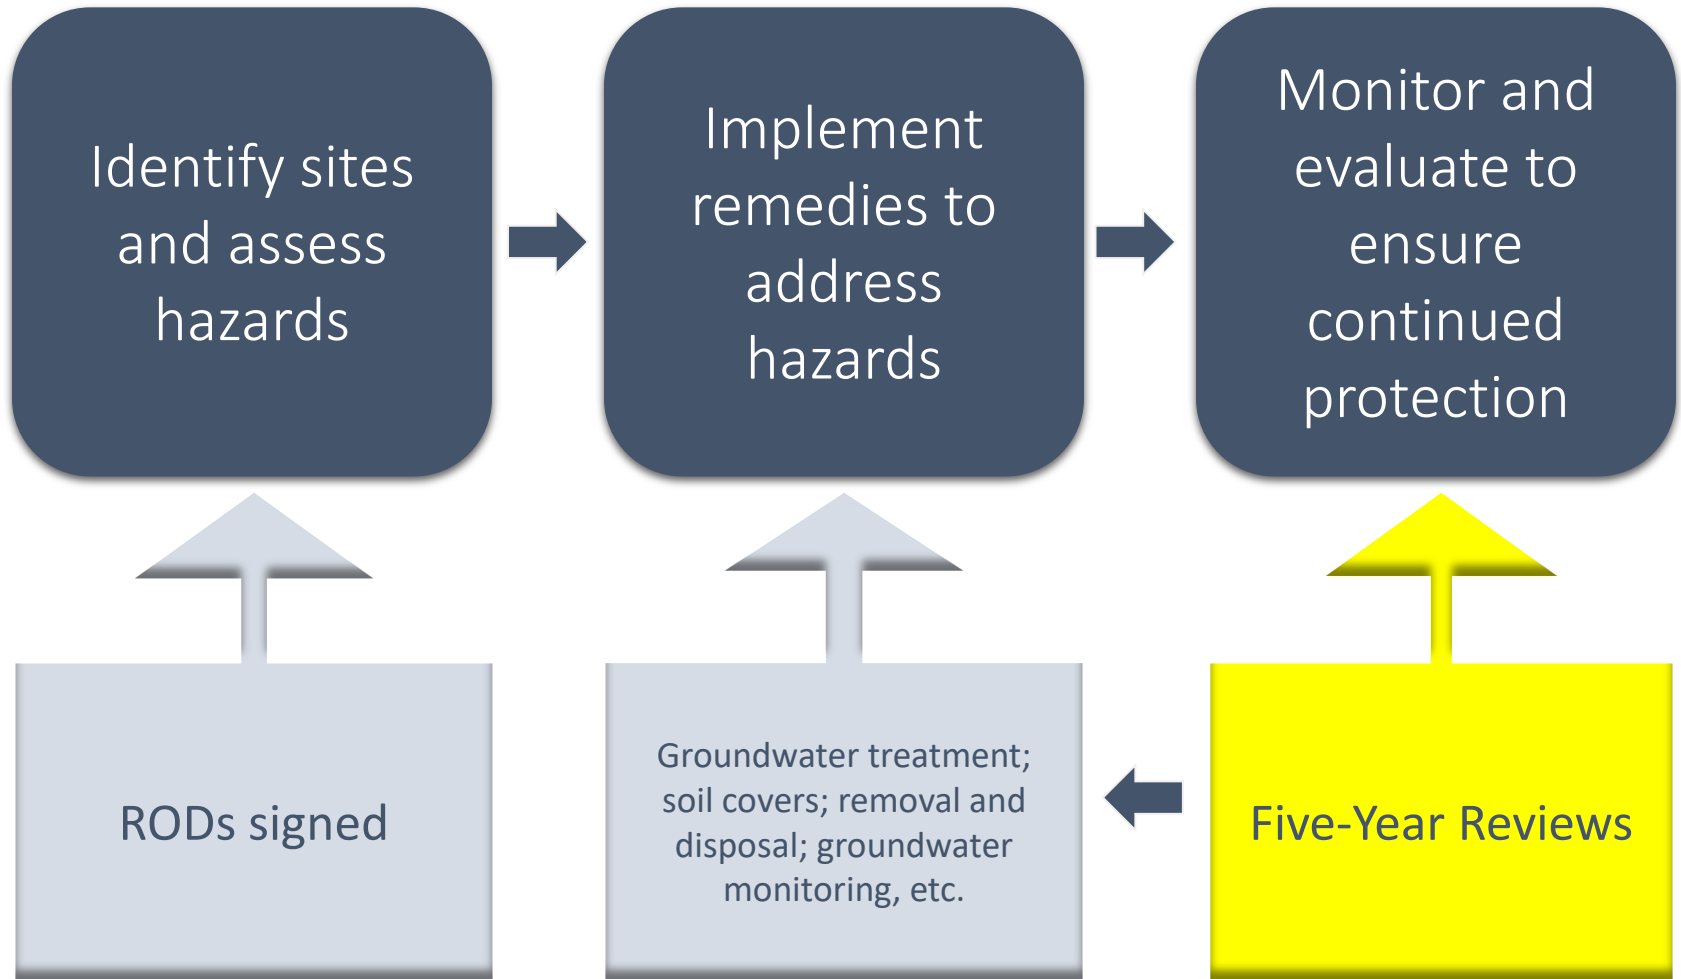 Identify sites
and assess
hazards
Implement
remedies to
address
hazards
Monitor and
evaluate to
ensure
continued
protection
RODs signed
Groundwater treatment;
soil covers; removal and
disposal; groundwater
monitoring, etc.
Five-Year Reviews